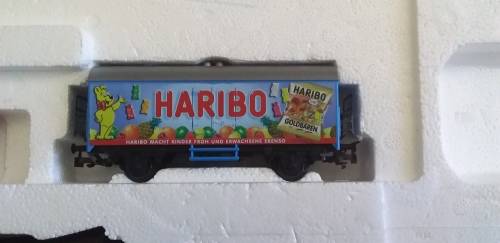 HARIBO
HARIBO
GOLDBÄREN
HARIBO MACHT KINDER FROH UND ERWACHSENE EBENSO